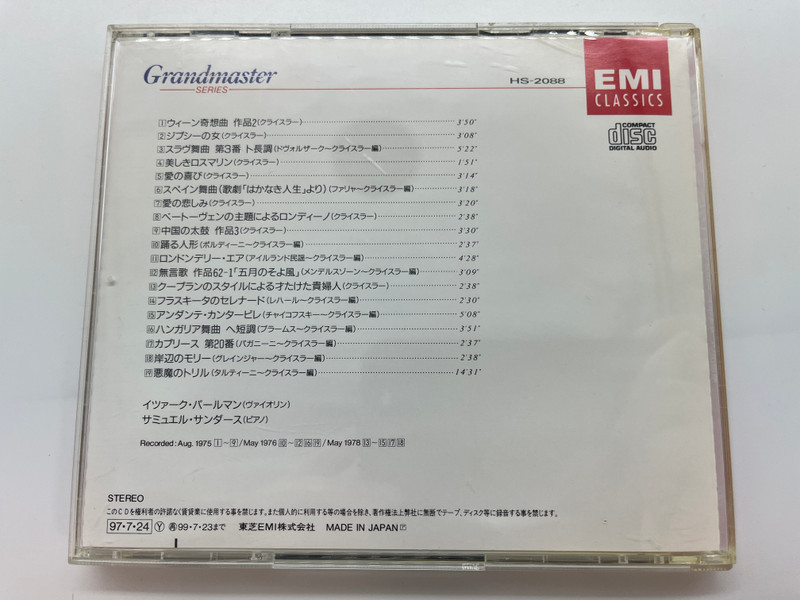 Grandmaster
SERIES
HS-2088
EMI
CLASSICS
COMPACT
disc
DIGITAL AUDIO
1 ウィーン奇想曲 作品2(クライスラー) 3'50"
2 ジプシーの女(クライスラー) 3'08"
3 スラヴ舞曲 第3番 ト長調(ドヴォルザーク〜クライスラー編) 5'22"
4 美しきロスマリン(クライスラー) 1'51"
5 愛の喜び(クライスラー) 3'14"
6 スペイン舞曲(歌劇「はかなき人生」より)(ファリャ〜クライスラー編) 3'18"
7 愛の悲しみ(クライスラー) 3'20"
8 ベートーヴェンの主題によるロンディーノ(クライスラー) 2'38"
9 中国の太鼓 作品3(クライスラー) 3'30"
10 踊る人形(ポルディーニ〜クライスラー編) 2'37"
11 ロンドンデリー・エア(アイルランド民謡〜クライスラー編) 4'28"
12 無言歌 作品62-1「五月のそよ風」(メンデルスゾーン〜クライスラー編) 3'09"
13 クープランのスタイルによる才たけた貴婦人(クライスラー) 2'38"
14 フラスキータのセレナード(レハール〜クライスラー編) 2'30"
15 アンダンテ・カンタービレ(チャイコフスキー〜クライスラー編) 5'08"
16 ハンガリア舞曲 ヘ短調(ブラームス〜クライスラー編) 3'51"
17 カプリース 第20番(パガニーニ〜クライスラー編) 2'37"
18 岸辺のモリー(グレインジャー〜クライスラー編) 2'38"
19 悪魔のトリル(タルティーニ〜クライスラー編) 14'31"
イツァーク・パールマン(ヴァイオリン)
サミュエル・サンダース(ピアノ)
Recorded: Aug. 1975 1〜9/May 1976 10〜12 16 19/May 1978 13〜15 17 18
STEREO
このCDを権利者の許諾なく賃貸業に使用する事を禁じます。また個人的に利用する等の場合を除き、著作権法上弊社に無断でテープ、ディスク等に録音する事を禁じます。
97・7・24 Ⓨ ㊢99・7・23まで 東芝EMI株式会社 MADE IN JAPAN